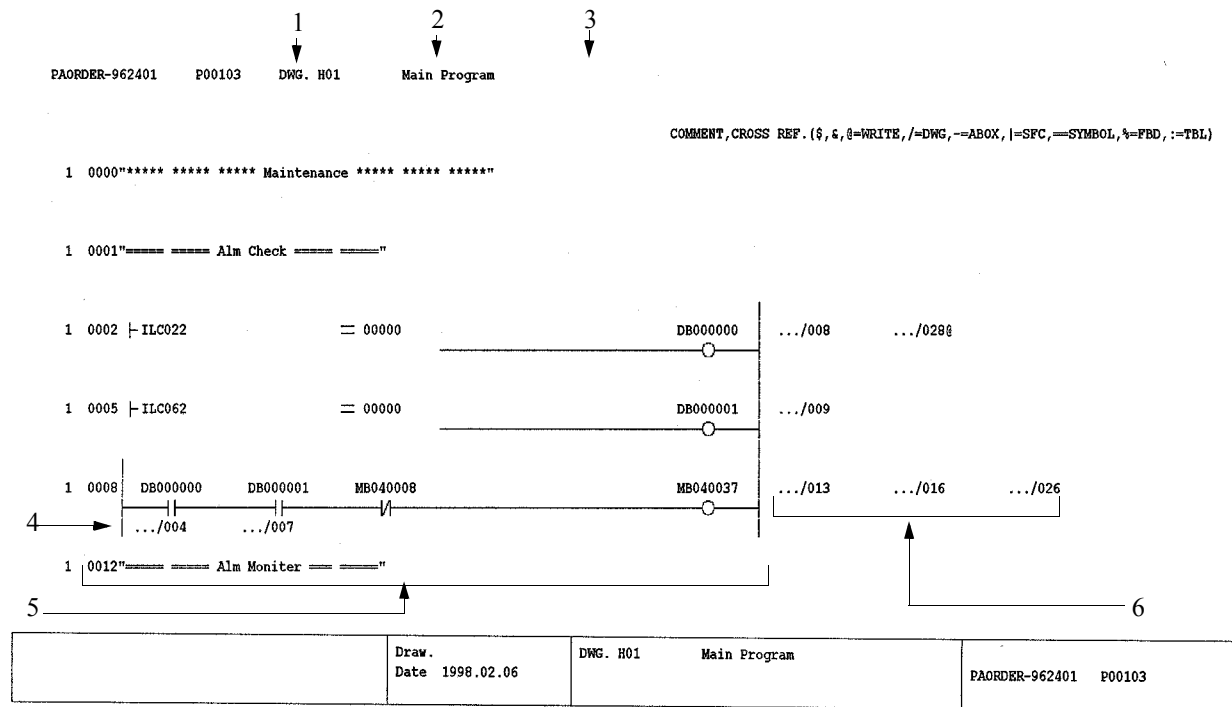 1 2 3
PAORDER-962401 P00103 DWG. H01 Main Program
COMMENT,CROSS REF.($,&,@=WRITE,/=DWG,-=ABOX,|=SFC,==SYMBOL,%=FBD,:=TBL)
1 0000"***** ***** ***** Maintenance ***** ***** *****"
1 0001"===== ===== Alm Check ===== ====="
1 0002 ├ ILC022 = 00000 DB000000 .../008 .../028@
1 0005 ├ ILC062 = 00000 DB000001 .../009
1 0008 DB000000 DB000001 MB040008 MB040037 .../013 .../016 .../026
4 .../004 .../007
1 0012"===== ===== Alm Moniter === ====="
5 6
Draw. DWG. H01 Main Program
Date 1998.02.06
PAORDER-962401 P00103